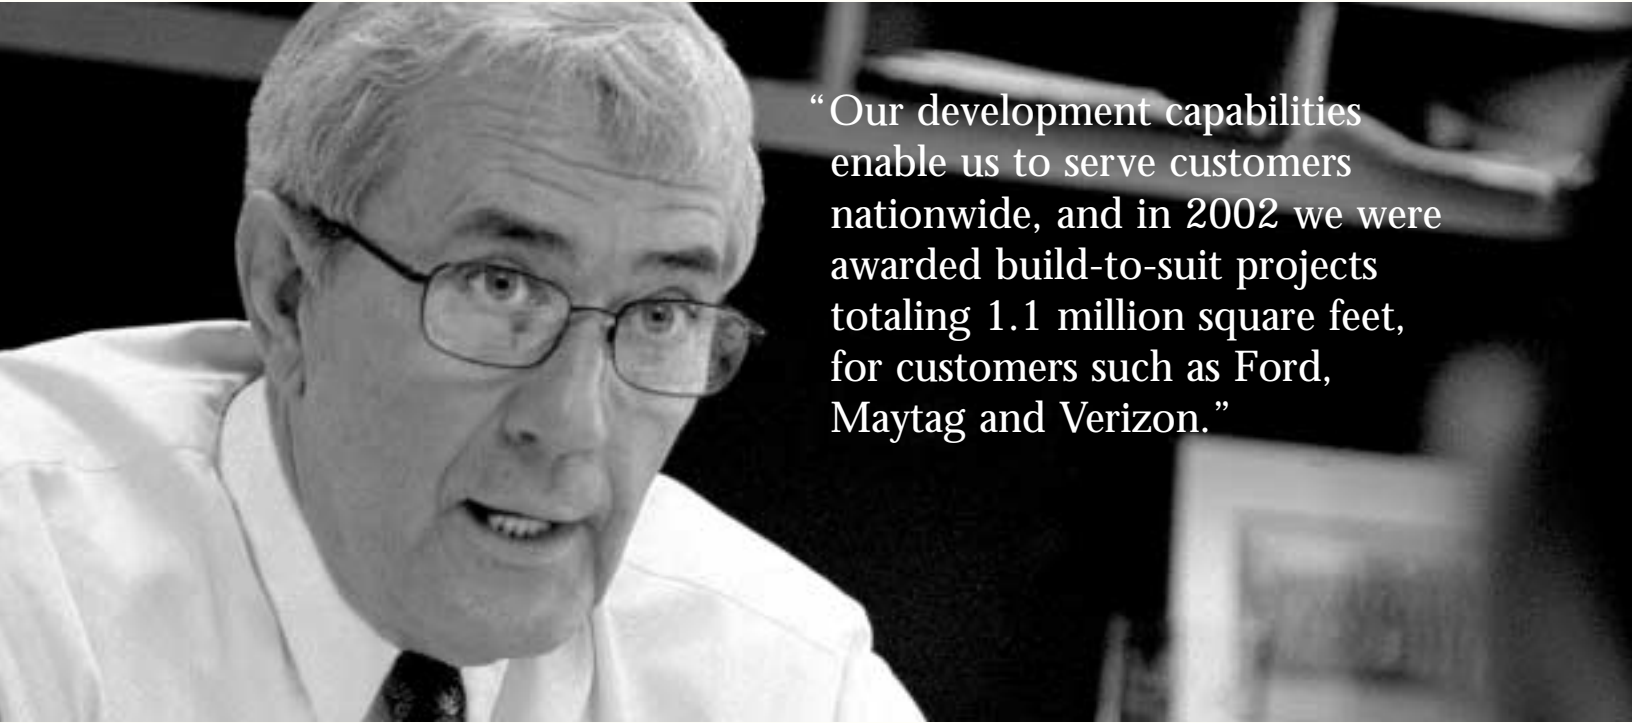 “Our development capabilities
enable us to serve customers
nationwide, and in 2002 we were
awarded build-to-suit projects
totaling 1.1 million square feet,
for customers such as Ford,
Maytag and Verizon.”